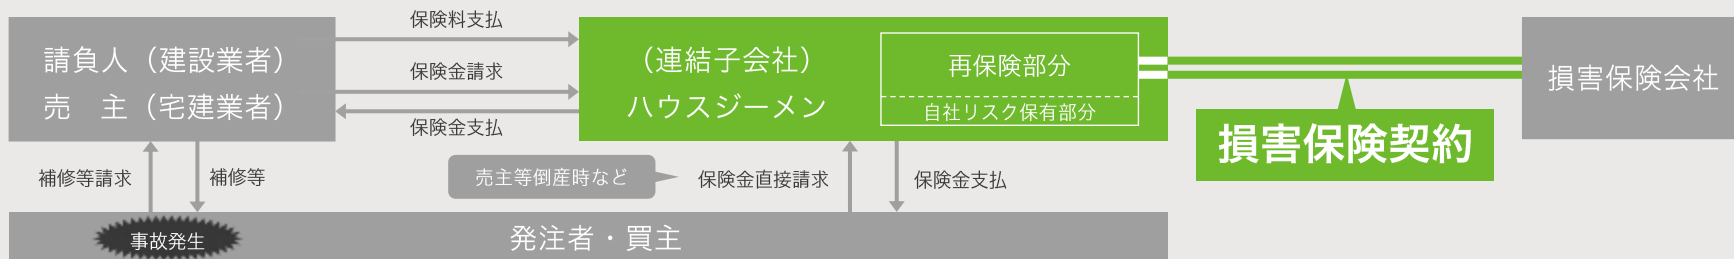 請負人（建設業者）
売　主（宅建業者）
保険料支払
保険金請求
保険金支払
（連結子会社）
ハウスジーメン
再保険部分
自社リスク保有部分
損害保険会社
損害保険契約
補修等請求
補修等
売主等倒産時など
保険金直接請求
保険金支払
事故発生
発注者・買主